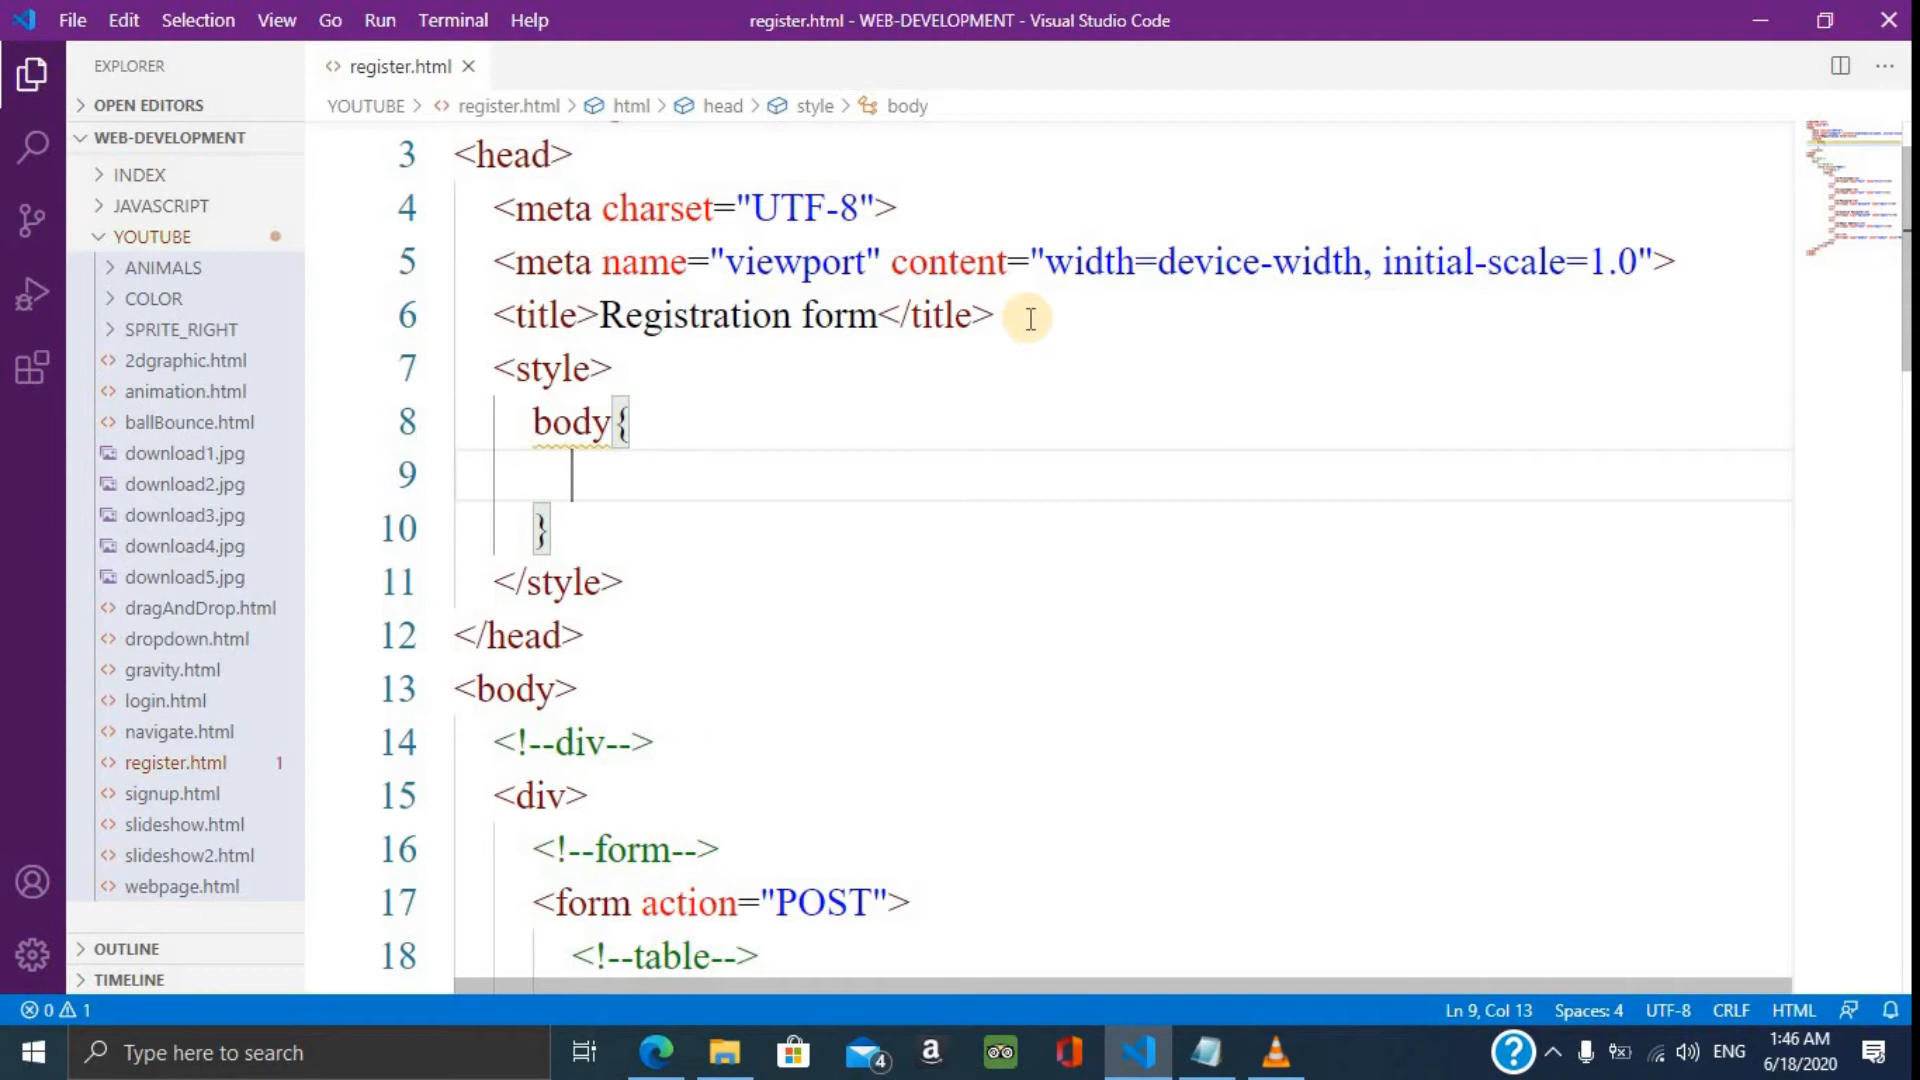 File Edit Selection View Go Run Terminal Help register.html - WEB-DEVELOPMENT - Visual Studio Code
EXPLORER
OPEN EDITORS
WEB-DEVELOPMENT
INDEX
JAVASCRIPT
YOUTUBE
ANIMALS
COLOR
SPRITE_RIGHT
2dgraphic.html
animation.html
ballBounce.html
download1.jpg
download2.jpg
download3.jpg
download4.jpg
download5.jpg
dragAndDrop.html
dropdown.html
gravity.html
login.html
navigate.html
register.html 1
signup.html
slideshow.html
slideshow2.html
webpage.html
OUTLINE
TIMELINE
register.html
YOUTUBE > register.html > html > head > style > body
3 <head>
4 <meta charset="UTF-8">
5 <meta name="viewport" content="width=device-width, initial-scale=1.0">
6 <title>Registration form</title>
7 <style>
8 body{
9
10 }
11 </style>
12 </head>
13 <body>
14 <!--div-->
15 <div>
16 <!--form-->
17 <form action="POST">
18 <!--table-->
0 1 Ln 9, Col 13 Spaces: 4 UTF-8 CRLF HTML
Type here to search 4 ENG 1:46 AM
6/18/2020